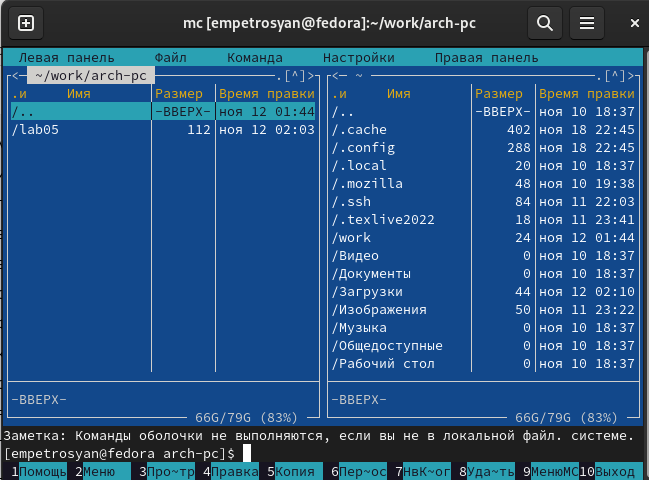 mc [empetrosyan@fedora]:~/work/arch-pc
Левая панель Файл Команда Настройки Правая панель
<─ ~/work/arch-pc .[^]> <─ ~ .[^]>
.и Имя Размер Время правки .и Имя Размер Время правки
/.. -ВВЕРХ- ноя 12 01:44 /.. -ВВЕРХ- ноя 10 18:37
/lab05 112 ноя 12 02:03 /.cache 402 ноя 18 22:45
/.config 288 ноя 18 22:45
/.local 20 ноя 10 18:37
/.mozilla 48 ноя 10 19:38
/.ssh 84 ноя 11 22:03
/.texlive2022 18 ноя 11 23:41
/work 24 ноя 12 01:44
/Видео 0 ноя 10 18:37
/Документы 0 ноя 10 18:37
/Загрузки 44 ноя 12 02:10
/Изображения 50 ноя 11 23:22
/Музыка 0 ноя 10 18:37
/Общедоступные 0 ноя 10 18:37
/Рабочий стол 0 ноя 10 18:37
-ВВЕРХ- -ВВЕРХ-
66G/79G (83%) 66G/79G (83%)
Заметка: Команды оболочки не выполняются, если вы не в локальной файл. системе.
[empetrosyan@fedora arch-pc]$
1Помощь 2Меню 3Про~тр 4Правка 5Копия 6Пер~ос 7НвК~ог 8Уда~ть 9МенюMC 10Выход